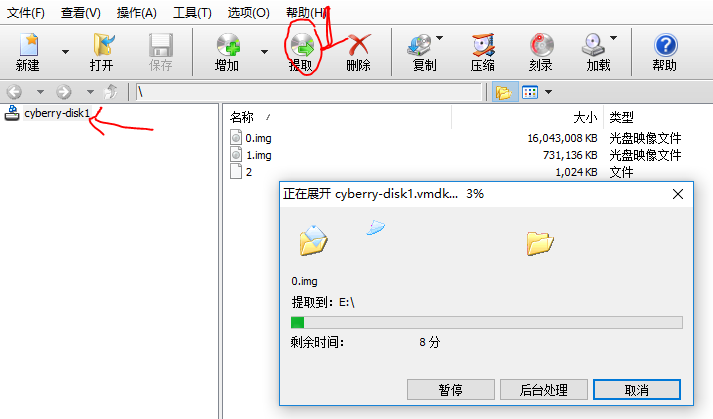 文件(F) 查看(V) 操作(A) 工具(T) 选项(O) 帮助(H)
新建 打开 保存 增加 提取 删除 复制 压缩 刻录 加载 帮助
\
cyberry-disk1
名称 / 大小 类型
0.img 16,043,008 KB 光盘映像文件
1.img 731,136 KB 光盘映像文件
2 1,024 KB 文件
正在展开 cyberry-disk1.vmdk... 3%
0.img
提取到：E:\
剩余时间： 8 分
暂停 后台处理 取消